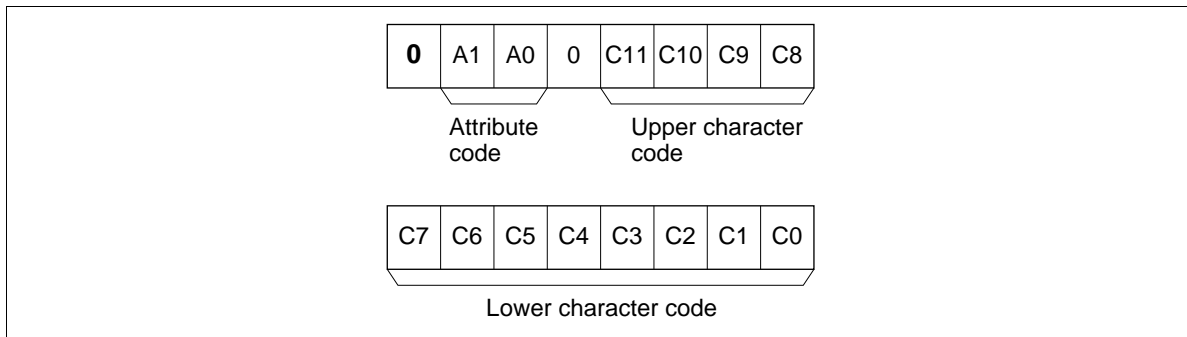 0 A1 A0 0 C11 C10 C9 C8
Attribute Upper character
code code
C7 C6 C5 C4 C3 C2 C1 C0
Lower character code